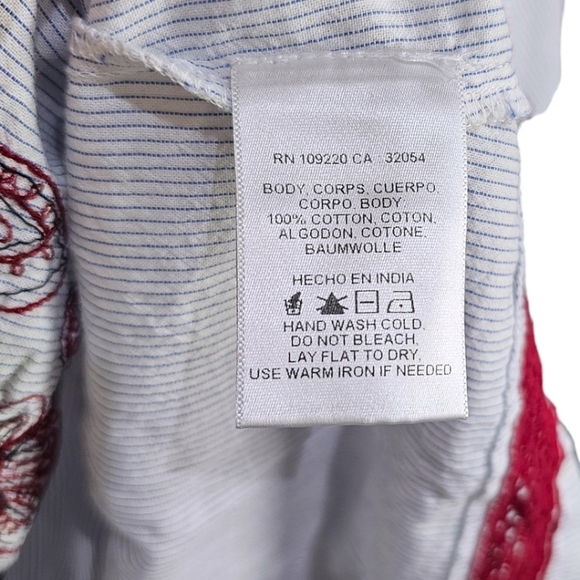 RN 109220 CA : 32054
BODY, CORPS, CUERPO,
CORPO, BODY:
100% COTTON, COTON,
ALGODON, COTONE,
BAUMWOLLE
HECHO EN INDIA
HAND WASH COLD,
DO NOT BLEACH,
LAY FLAT TO DRY,
USE WARM IRON IF NEEDED